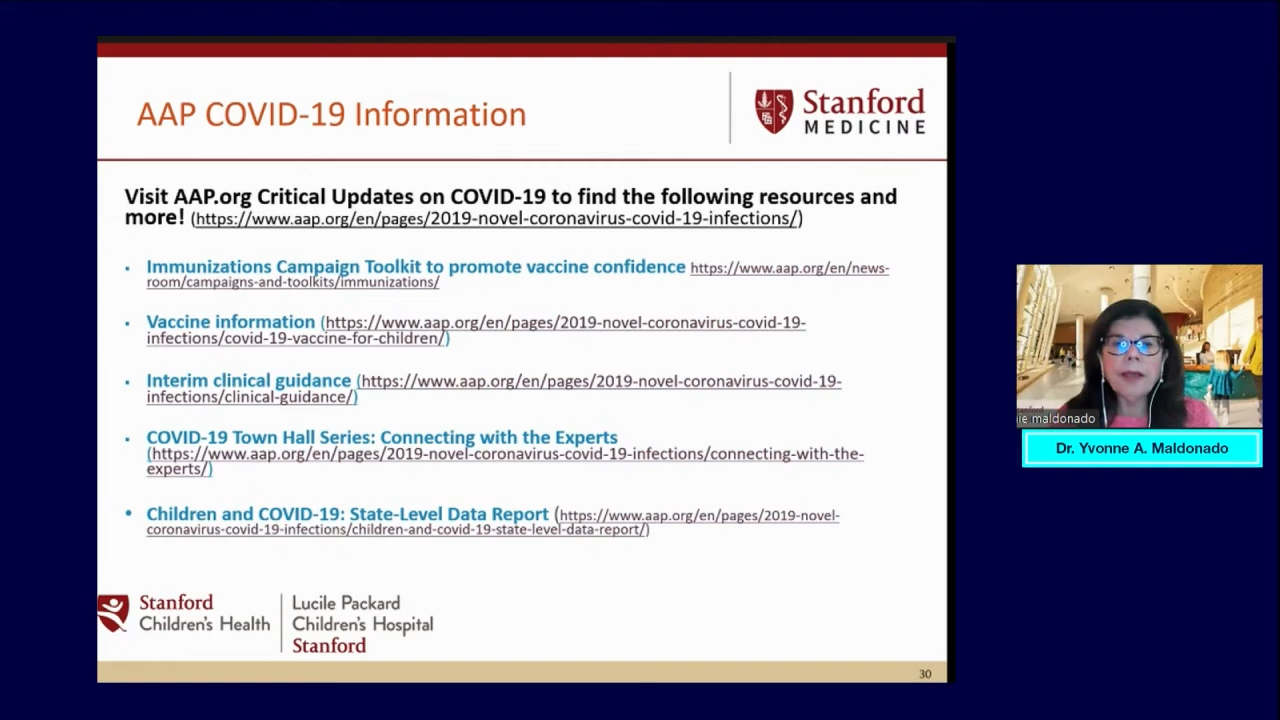 AAP COVID-19 Information
Stanford
MEDICINE
Visit AAP.org Critical Updates on COVID-19 to find the following resources and
more! (https://www.aap.org/en/pages/2019-novel-coronavirus-covid-19-infections/)
▪ Immunizations Campaign Toolkit to promote vaccine confidence https://www.aap.org/en/news-
room/campaigns-and-toolkits/immunizations/
▪ Vaccine information (https://www.aap.org/en/pages/2019-novel-coronavirus-covid-19-
infections/covid-19-vaccine-for-children/)
▪ Interim clinical guidance (https://www.aap.org/en/pages/2019-novel-coronavirus-covid-19-
infections/clinical-guidance/)
▪ COVID-19 Town Hall Series: Connecting with the Experts
(https://www.aap.org/en/pages/2019-novel-coronavirus-covid-19-infections/connecting-with-the-
experts/)
• Children and COVID-19: State-Level Data Report (https://www.aap.org/en/pages/2019-novel-
coronavirus-covid-19-infections/children-and-covid-19-state-level-data-report/)
Stanford
Children's Health
Lucile Packard
Children's Hospital
Stanford
30
ie maldonado
Dr. Yvonne A. Maldonado